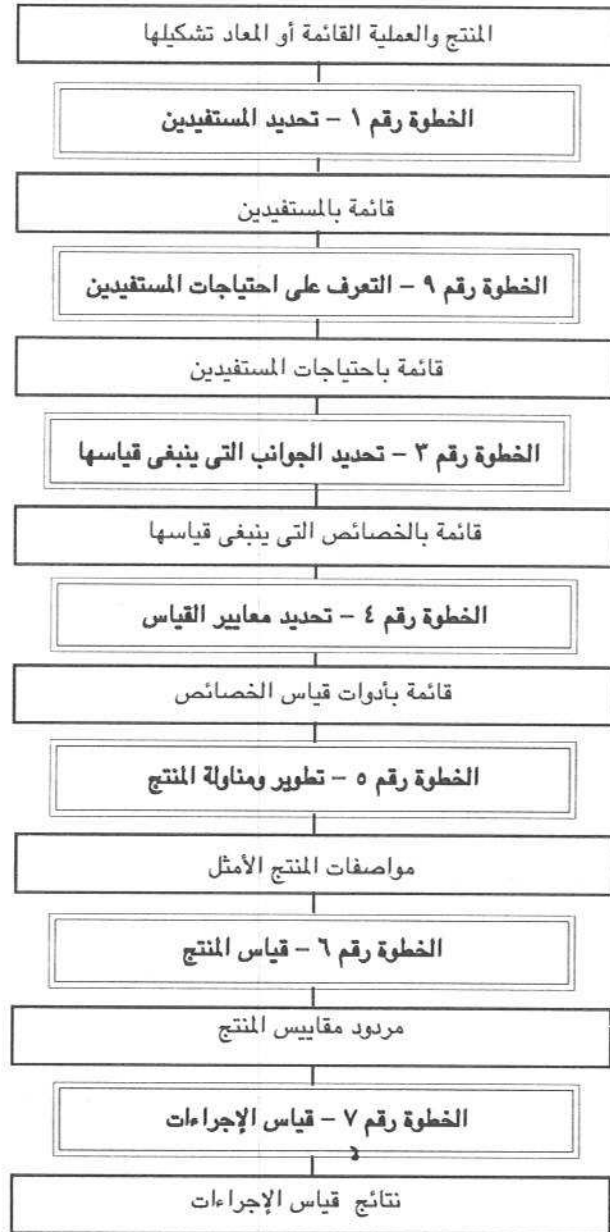 المنتج والعملية القائمة أو المعاد تشكيلها
الخطوة رقم ١ – تحديد المستفيدين
قائمة بالمستفيدين
الخطوة رقم ٩ – التعرف على احتياجات المستفيدين
قائمة باحتياجات المستفيدين
الخطوة رقم ٣ – تحديد الجوانب التى ينبغى قياسها
قائمة بالخصائص التى ينبغى قياسها
الخطوة رقم ٤ – تحديد معايير القياس
قائمة بأدوات قياس الخصائص
الخطوة رقم ٥ – تطوير ومناولة المنتج
مواصفات المنتج الأمثل
الخطوة رقم ٦ – قياس المنتج
مردود مقاييس المنتج
الخطوة رقم ٧ – قياس الإجراءات
نتائج قياس الإجراءات